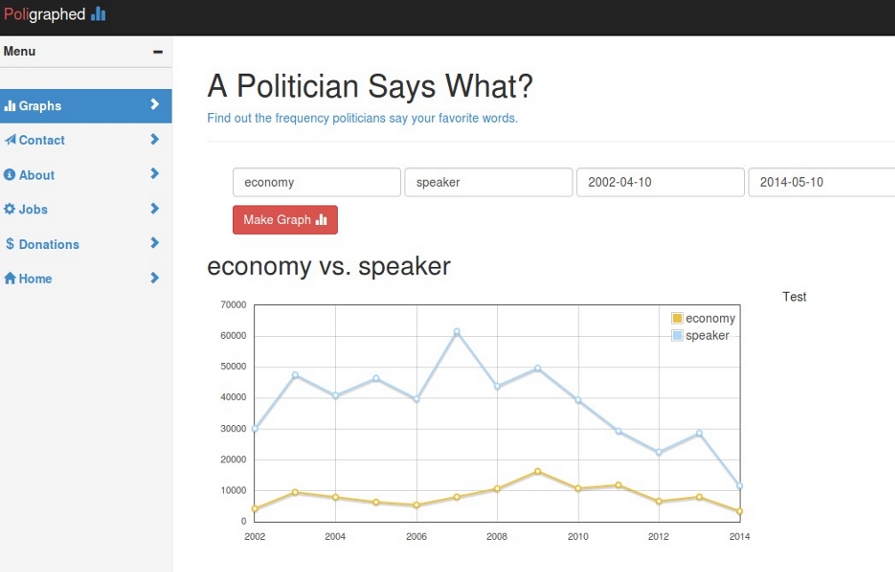 Poligraphed
Menu
Graphs
Contact
About
Jobs
Donations
Home
A Politician Says What?
Find out the frequency politicians say your favorite words.
economy speaker 2002-04-10 2014-05-10
Make Graph
economy vs. speaker
Test
economy
speaker
70000
60000
50000
40000
30000
20000
10000
0
2002 2004 2006 2008 2010 2012 2014